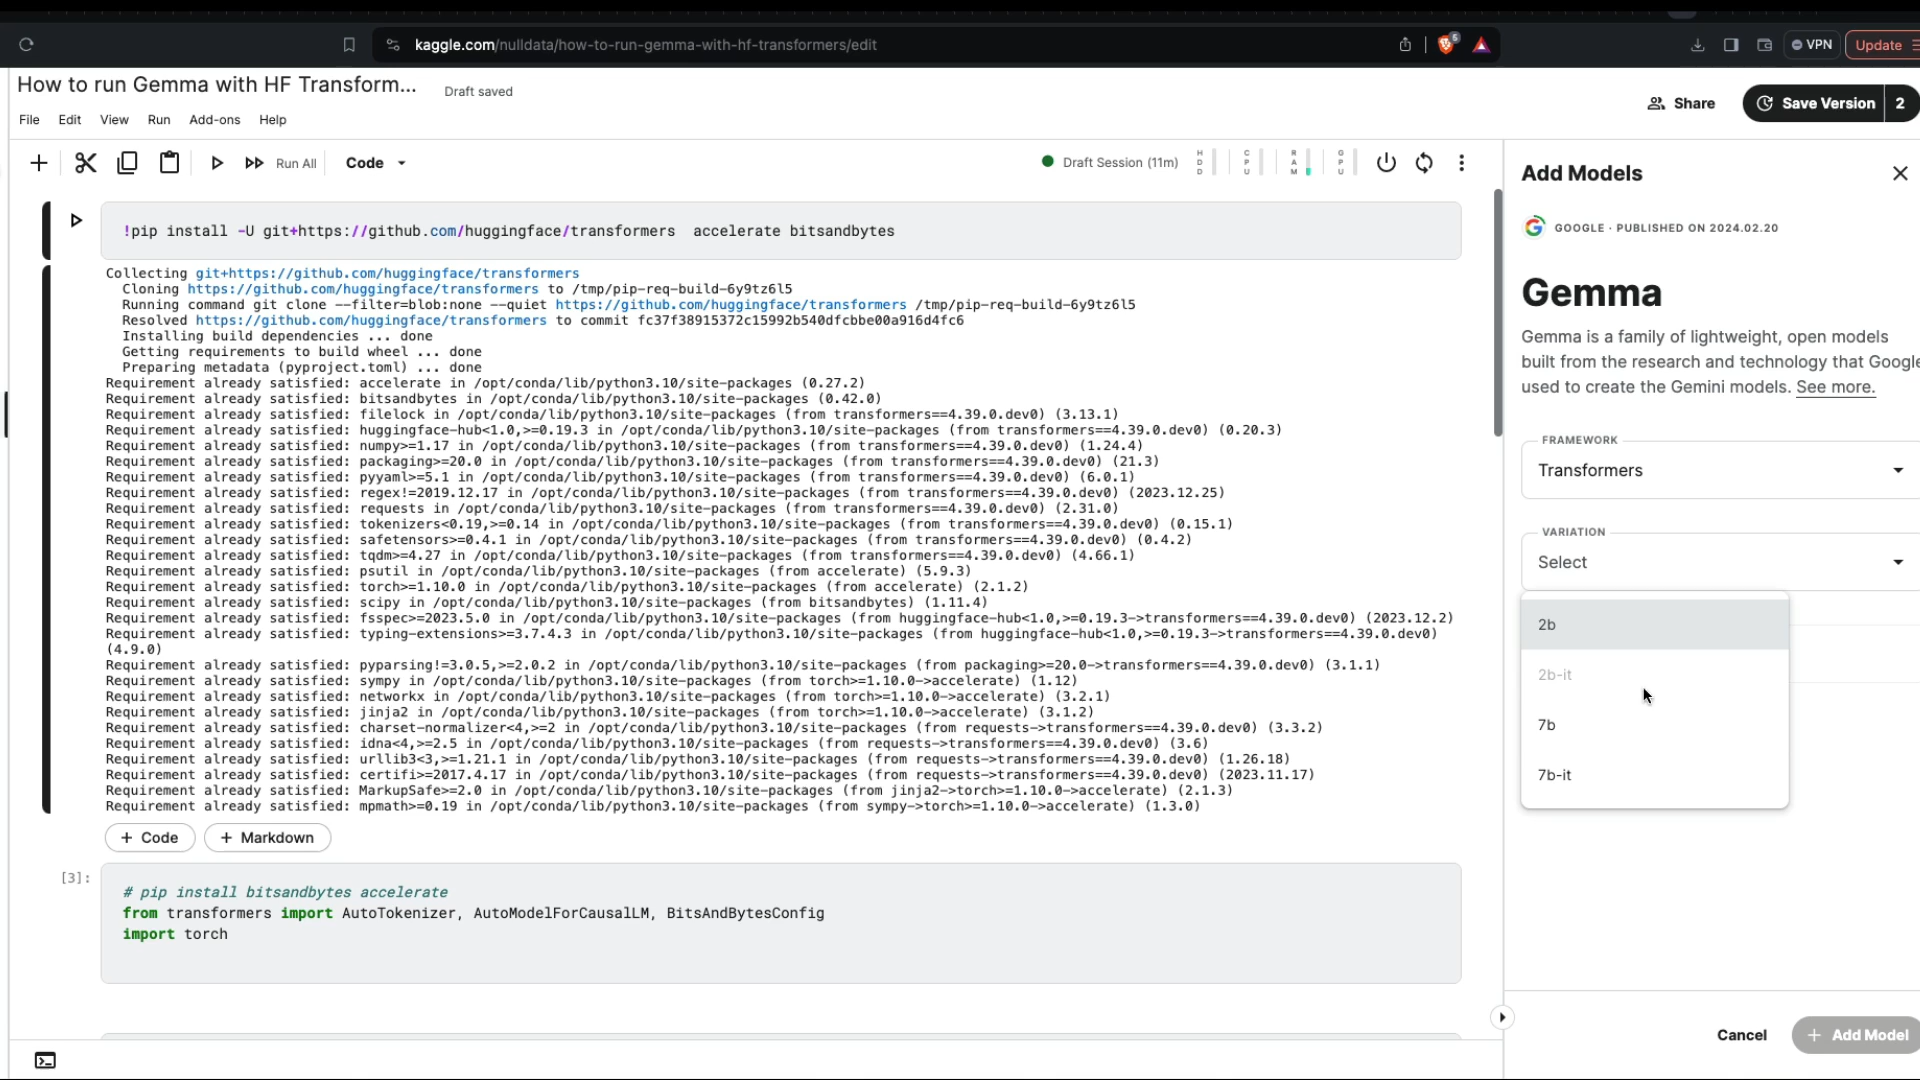 kaggle.com/nulldata/how-to-run-gemma-with-hf-transformers/edit
5
VPN
Update
How to run Gemma with HF Transform...
Draft saved
Share
Save Version
2
File Edit View Run Add-ons Help
Run All
Code
Draft Session (11m)
HDD
CPU
RAM
GPU
!pip install -U git+https://github.com/huggingface/transformers  accelerate bitsandbytes
Collecting git+https://github.com/huggingface/transformers
Cloning https://github.com/huggingface/transformers to /tmp/pip-req-build-6y9tz6l5
Running command git clone --filter=blob:none --quiet https://github.com/huggingface/transformers /tmp/pip-req-build-6y9tz6l5
Resolved https://github.com/huggingface/transformers to commit fc37f38915372c15992b540dfcbbe00a916d4fc6
Installing build dependencies ... done
Getting requirements to build wheel ... done
Preparing metadata (pyproject.toml) ... done
Requirement already satisfied: accelerate in /opt/conda/lib/python3.10/site-packages (0.27.2)
Requirement already satisfied: bitsandbytes in /opt/conda/lib/python3.10/site-packages (0.42.0)
Requirement already satisfied: filelock in /opt/conda/lib/python3.10/site-packages (from transformers==4.39.0.dev0) (3.13.1)
Requirement already satisfied: huggingface-hub<1.0,>=0.19.3 in /opt/conda/lib/python3.10/site-packages (from transformers==4.39.0.dev0) (0.20.3)
Requirement already satisfied: numpy>=1.17 in /opt/conda/lib/python3.10/site-packages (from transformers==4.39.0.dev0) (1.24.4)
Requirement already satisfied: packaging>=20.0 in /opt/conda/lib/python3.10/site-packages (from transformers==4.39.0.dev0) (21.3)
Requirement already satisfied: pyyaml>=5.1 in /opt/conda/lib/python3.10/site-packages (from transformers==4.39.0.dev0) (6.0.1)
Requirement already satisfied: regex!=2019.12.17 in /opt/conda/lib/python3.10/site-packages (from transformers==4.39.0.dev0) (2023.12.25)
Requirement already satisfied: requests in /opt/conda/lib/python3.10/site-packages (from transformers==4.39.0.dev0) (2.31.0)
Requirement already satisfied: tokenizers<0.19,>=0.14 in /opt/conda/lib/python3.10/site-packages (from transformers==4.39.0.dev0) (0.15.1)
Requirement already satisfied: safetensors>=0.4.1 in /opt/conda/lib/python3.10/site-packages (from transformers==4.39.0.dev0) (0.4.2)
Requirement already satisfied: tqdm>=4.27 in /opt/conda/lib/python3.10/site-packages (from transformers==4.39.0.dev0) (4.66.1)
Requirement already satisfied: psutil in /opt/conda/lib/python3.10/site-packages (from accelerate) (5.9.3)
Requirement already satisfied: torch>=1.10.0 in /opt/conda/lib/python3.10/site-packages (from accelerate) (2.1.2)
Requirement already satisfied: scipy in /opt/conda/lib/python3.10/site-packages (from bitsandbytes) (1.11.4)
Requirement already satisfied: fsspec>=2023.5.0 in /opt/conda/lib/python3.10/site-packages (from huggingface-hub<1.0,>=0.19.3->transformers==4.39.0.dev0) (2023.12.2)
Requirement already satisfied: typing-extensions>=3.7.4.3 in /opt/conda/lib/python3.10/site-packages (from huggingface-hub<1.0,>=0.19.3->transformers==4.39.0.dev0)
(4.9.0)
Requirement already satisfied: pyparsing!=3.0.5,>=2.0.2 in /opt/conda/lib/python3.10/site-packages (from packaging>=20.0->transformers==4.39.0.dev0) (3.1.1)
Requirement already satisfied: sympy in /opt/conda/lib/python3.10/site-packages (from torch>=1.10.0->accelerate) (1.12)
Requirement already satisfied: networkx in /opt/conda/lib/python3.10/site-packages (from torch>=1.10.0->accelerate) (3.2.1)
Requirement already satisfied: jinja2 in /opt/conda/lib/python3.10/site-packages (from torch>=1.10.0->accelerate) (3.1.2)
Requirement already satisfied: charset-normalizer<4,>=2 in /opt/conda/lib/python3.10/site-packages (from requests->transformers==4.39.0.dev0) (3.3.2)
Requirement already satisfied: idna<4,>=2.5 in /opt/conda/lib/python3.10/site-packages (from requests->transformers==4.39.0.dev0) (3.6)
Requirement already satisfied: urllib3<3,>=1.21.1 in /opt/conda/lib/python3.10/site-packages (from requests->transformers==4.39.0.dev0) (1.26.18)
Requirement already satisfied: certifi>=2017.4.17 in /opt/conda/lib/python3.10/site-packages (from requests->transformers==4.39.0.dev0) (2023.11.17)
Requirement already satisfied: MarkupSafe>=2.0 in /opt/conda/lib/python3.10/site-packages (from jinja2->torch>=1.10.0->accelerate) (2.1.3)
Requirement already satisfied: mpmath>=0.19 in /opt/conda/lib/python3.10/site-packages (from sympy->torch>=1.10.0->accelerate) (1.3.0)
+ Code
+ Markdown
[3]:
# pip install bitsandbytes accelerate
from transformers import AutoTokenizer, AutoModelForCausalLM, BitsAndBytesConfig
import torch
Add Models
GOOGLE · PUBLISHED ON 2024.02.20
Gemma
Gemma is a family of lightweight, open models
built from the research and technology that Google
used to create the Gemini models. See more.
FRAMEWORK
Transformers
VARIATION
Select
2b
2b-it
7b
7b-it
Cancel
+ Add Model